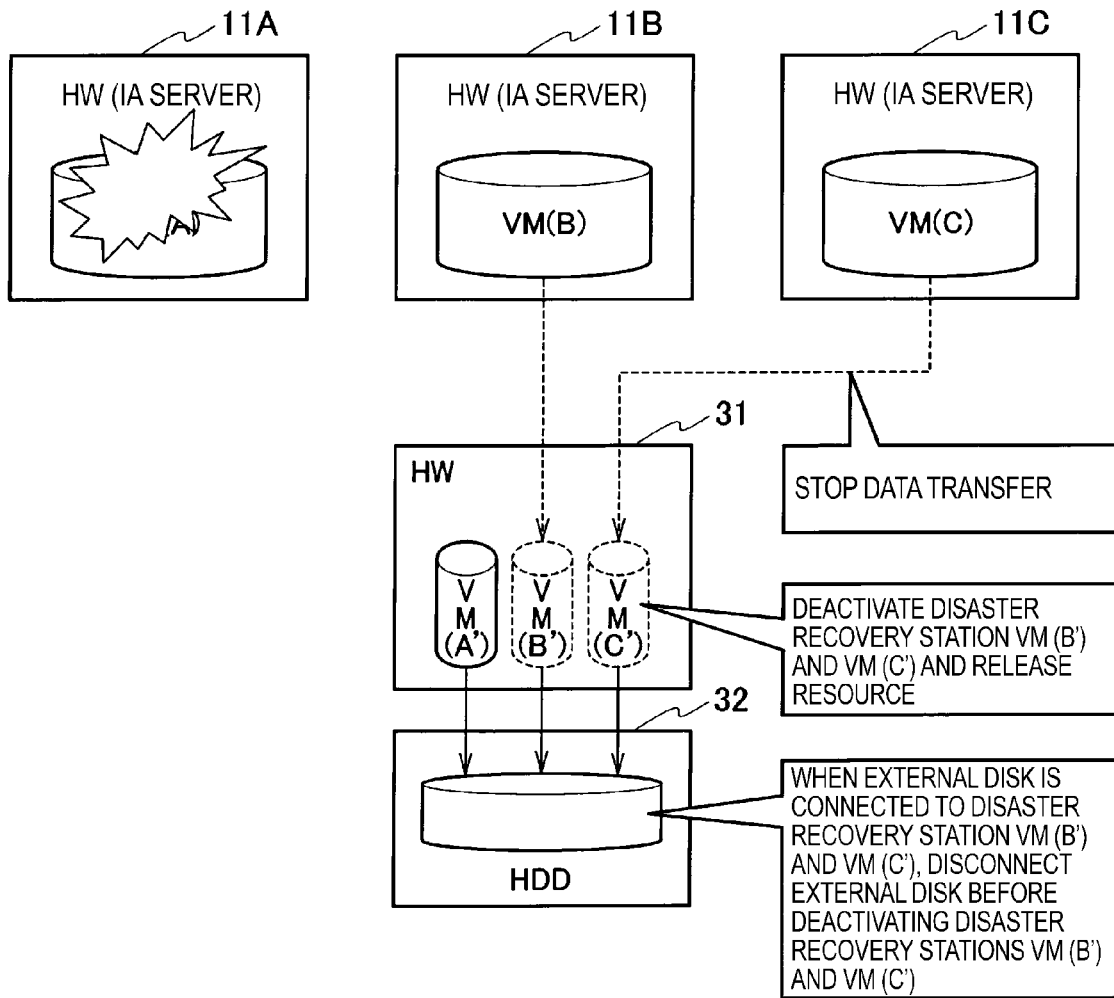 11A
11B
11C
HW (IA SERVER)
HW (IA SERVER)
HW (IA SERVER)
VM(B)
VM(C)
31
HW
STOP DATA TRANSFER
V
M
(A')
V
M
(B')
V
M
(C')
DEACTIVATE DISASTER
RECOVERY STATION VM (B')
AND VM (C') AND RELEASE
RESOURCE
32
HDD
WHEN EXTERNAL DISK IS
CONNECTED TO DISASTER
RECOVERY STATION VM (B')
AND VM (C'), DISCONNECT
EXTERNAL DISK BEFORE
DEACTIVATING DISASTER
RECOVERY STATIONS VM (B')
AND VM (C')